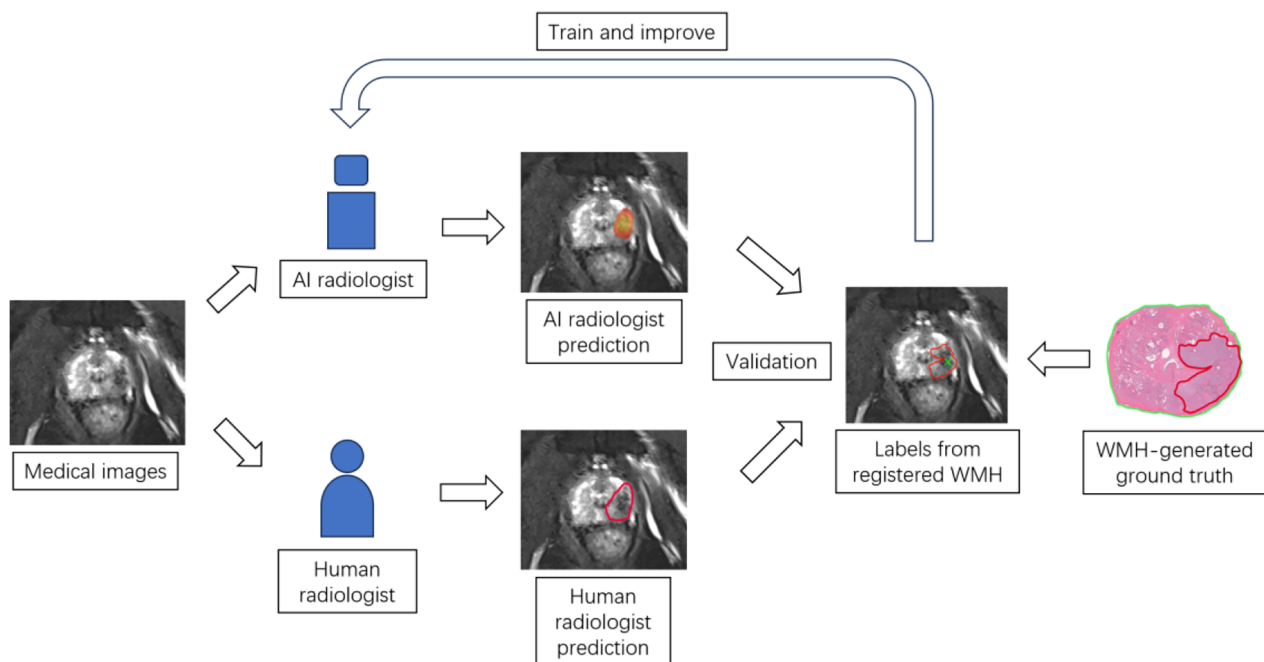 Train and improve
AI radiologist
AI radiologist
prediction
Validation
Medical images
Labels from
registered WMH
WMH-generated
ground truth
Human
radiologist
Human
radiologist
prediction